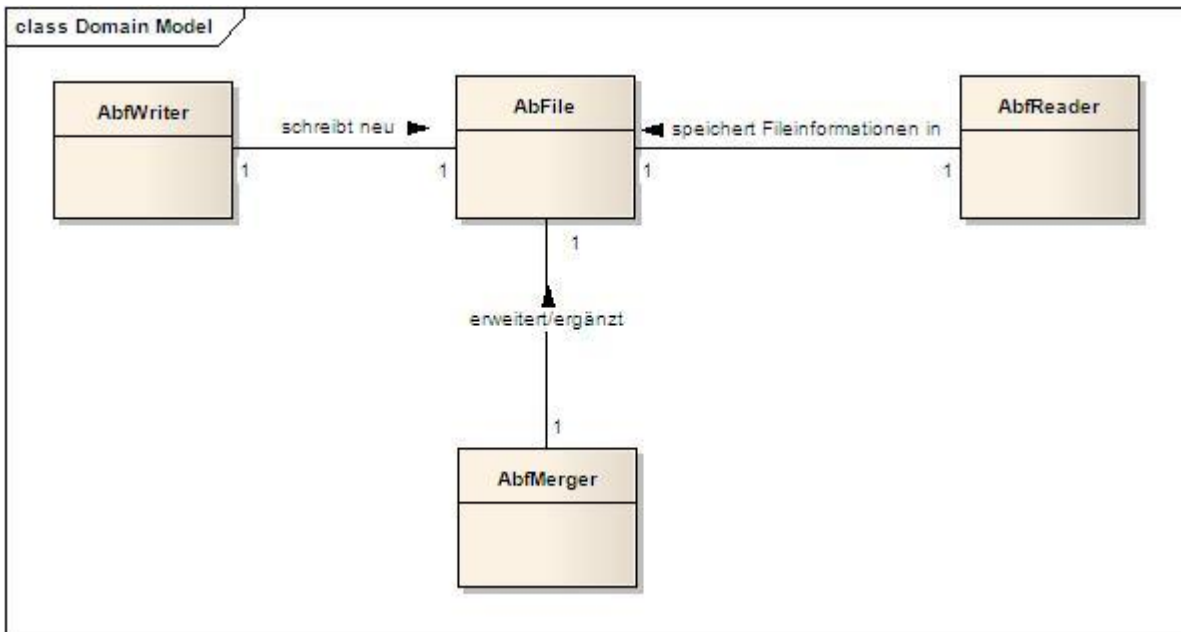 class Domain Model
AbfWriter
AbFile
AbfReader
schreibt neu
speichert Fileinformationen in
1
1
1
1
1
erweitert/ergänzt
1
AbfMerger